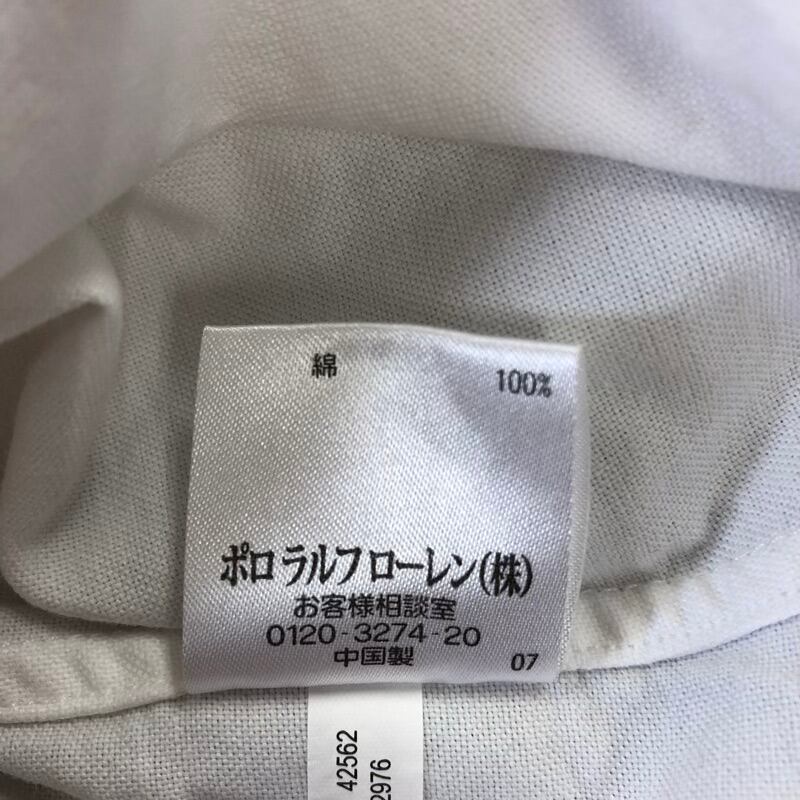 綿 100%
ポロ ラルフ ローレン(株)
お客様相談室
0120-3274-20
中国製 07
42562
2976